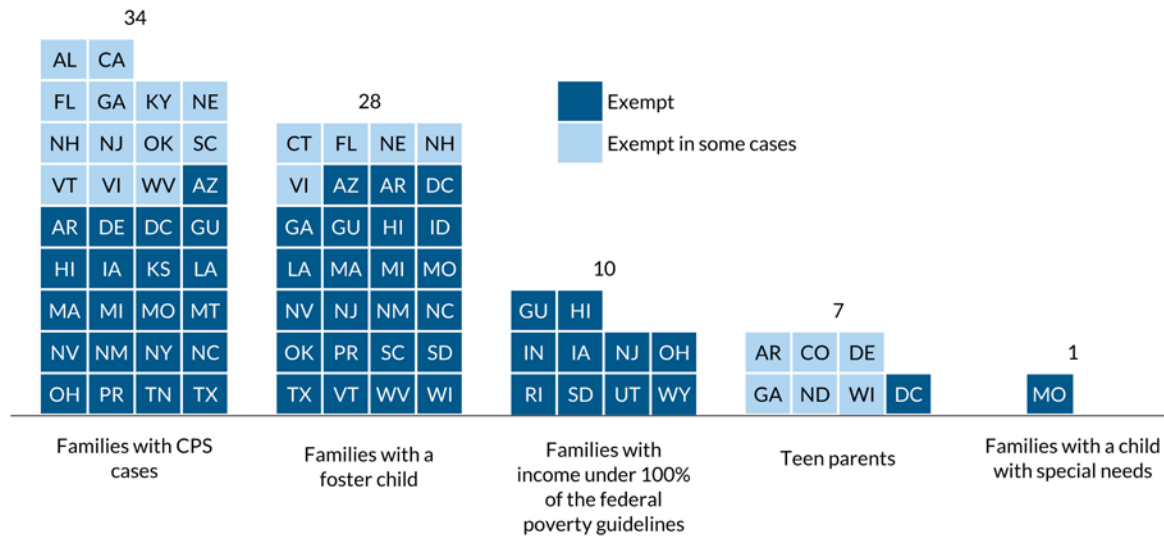 34
AL CA
FL GA KY NE
NH NJ OK SC
VT VI WV AZ
AR DE DC GU
HI IA KS LA
MA MI MO MT
NV NM NY NC
OH PR TN TX
Families with CPS
cases
28
CT FL NE NH
VI AZ AR DC
GA GU HI ID
LA MA MI MO
NV NJ NM NC
OK PR SC SD
TX VT WV WI
Families with a
foster child
Exempt
Exempt in some cases
10
GU HI
IN IA NJ OH
RI SD UT WY
Families with
income under 100%
of the federal
poverty guidelines
7
AR CO DE
GA ND WI DC
Teen parents
1
MO
Families with a child
with special needs